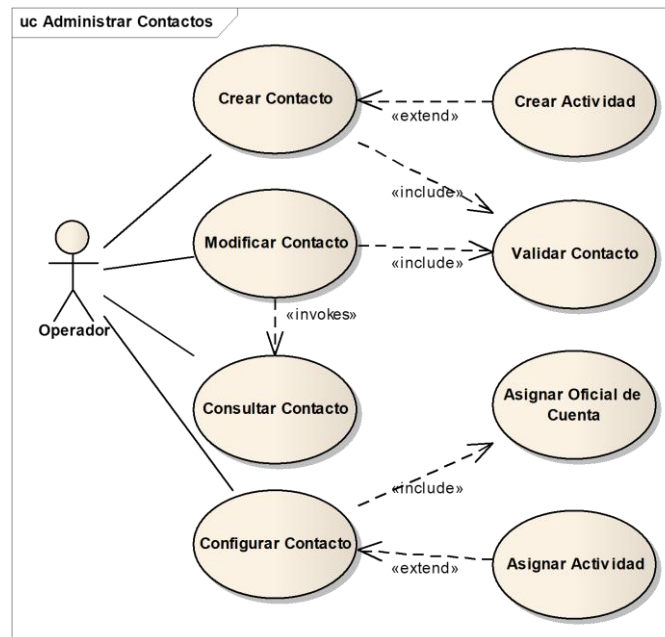 uc Administrar Contactos
Crear Contacto
Crear Actividad
«extend»
«include»
Modificar Contacto
Validar Contacto
«include»
«invokes»
Operador
Consultar Contacto
Asignar Oficial de
Cuenta
«include»
Configurar Contacto
Asignar Actividad
«extend»